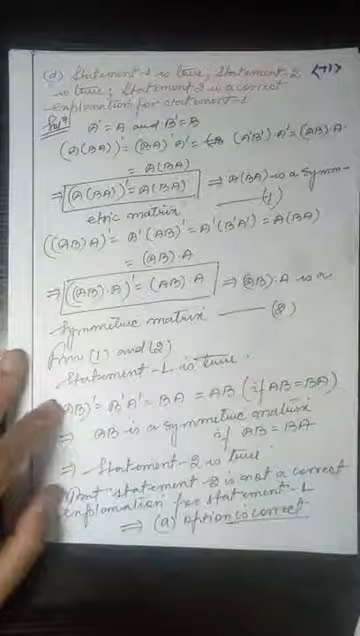 (d) Statement-1 is true, Statement-2 <71>
is true; Statement 2 is a correct
explanation for statement-1
Solⁿ A' = A and B' = B
(A(BA))' = (BA)'A' = (A'B')·A' = (AB)·A
= A(BA)
⇒ (A(BA))' = A(BA) ⇒ A(BA) is a symm-
etric matrix ——— (1)
((AB)A)' = A'(AB)' = A'(B'A') = A(BA)
= (AB)·A
⇒ ((AB)·A)' = (AB)·A ⇒ (AB)·A is a
Symmetric matrix ——— (2)
from (1) and (2)
Statement-1 is true.
(AB)' = B'A' = BA = AB (if AB = BA)
⇒ AB is a symmetric matrix
if AB = BA
⇒ Statement-2 is true
But statement-2 is not a correct
explanation for statement-1
⇒ (a) option is correct